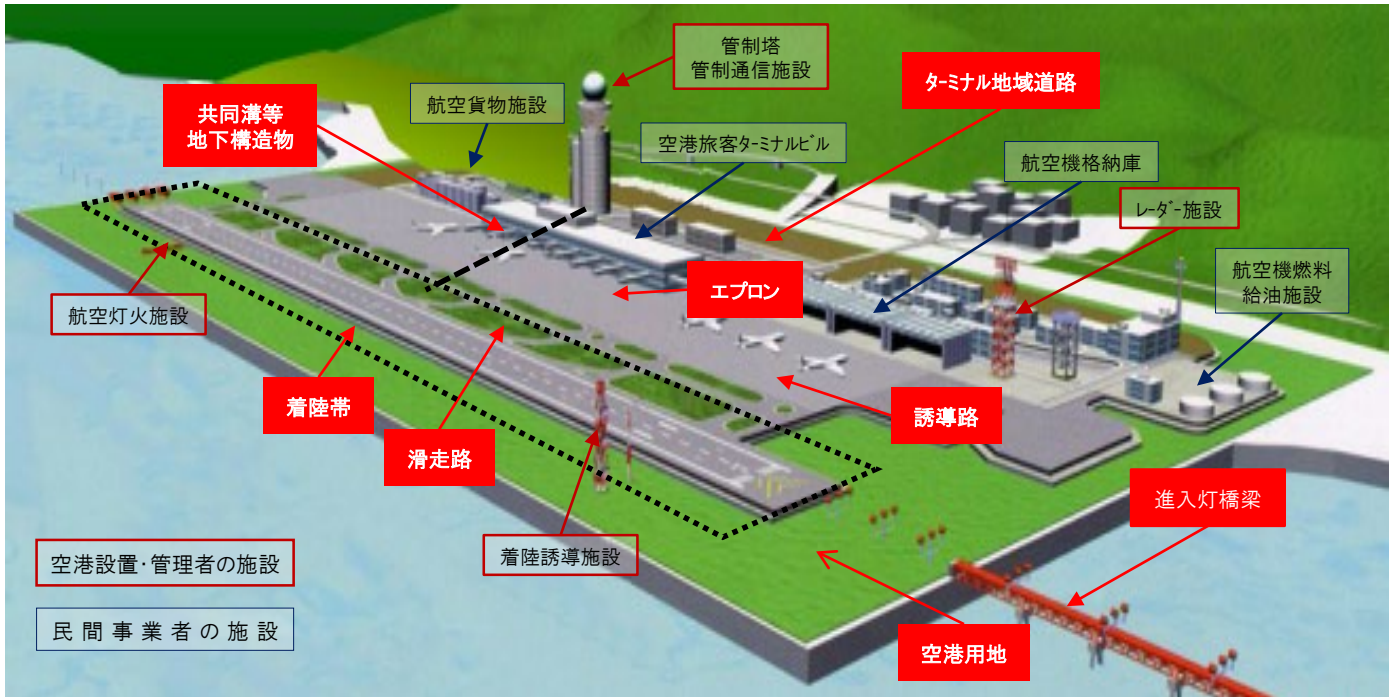 管制塔
管制通信施設
ターミナル地域道路
共同溝等
地下構造物
航空貨物施設
空港旅客ターミナルビル
航空機格納庫
レーダー施設
航空機燃料
給油施設
エプロン
航空灯火施設
着陸帯
滑走路
誘導路
進入灯橋梁
着陸誘導施設
空港設置・管理者の施設
民間事業者の施設
空港用地